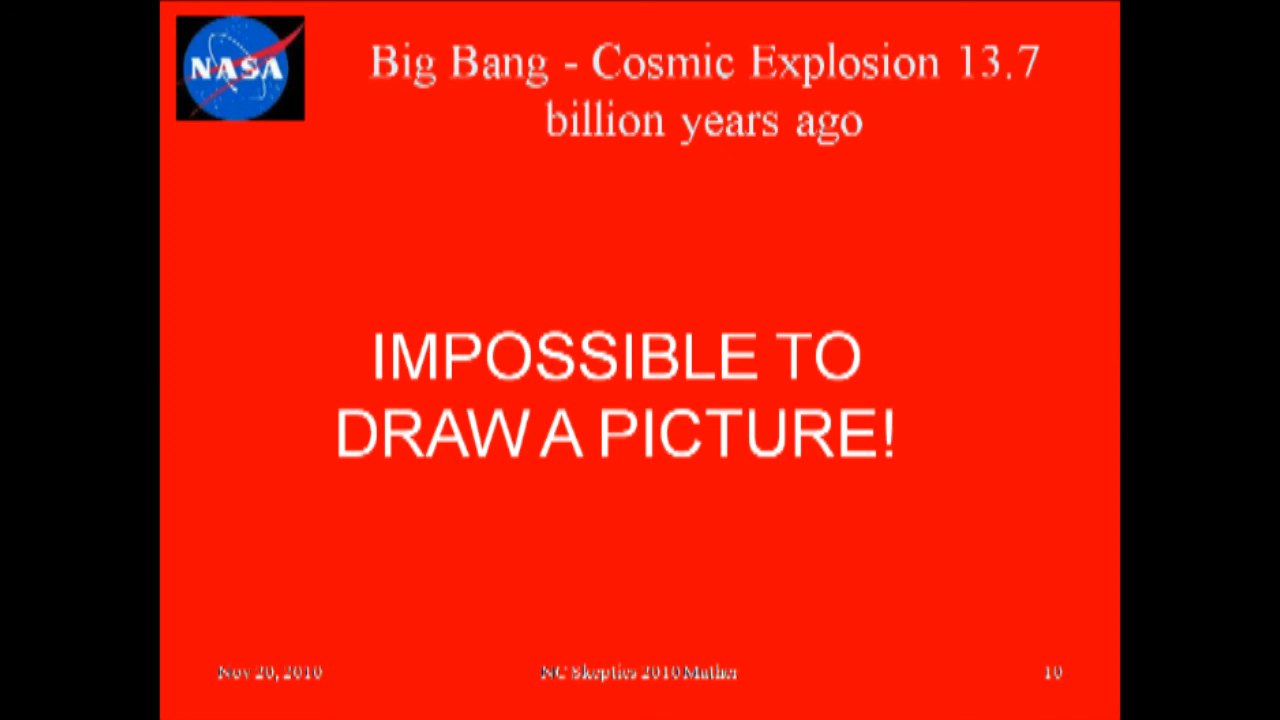 NASA
Big Bang - Cosmic Explosion 13.7
billion years ago
IMPOSSIBLE TO
DRAW A PICTURE!
Nov 20, 2010
NC Skeptics 2010 Mather
10